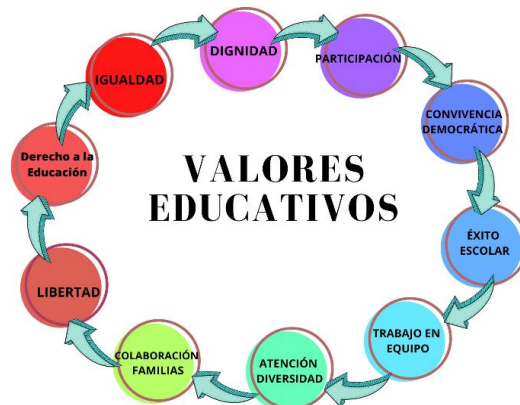 VALORES
EDUCATIVOS
DIGNIDAD
PARTICIPACIÓN
CONVIVENCIA
DEMOCRÁTICA
ÉXITO
ESCOLAR
TRABAJO EN
EQUIPO
ATENCIÓN
DIVERSIDAD
COLABORACIÓN
FAMILIAS
LIBERTAD
Derecho a la
Educación
IGUALDAD